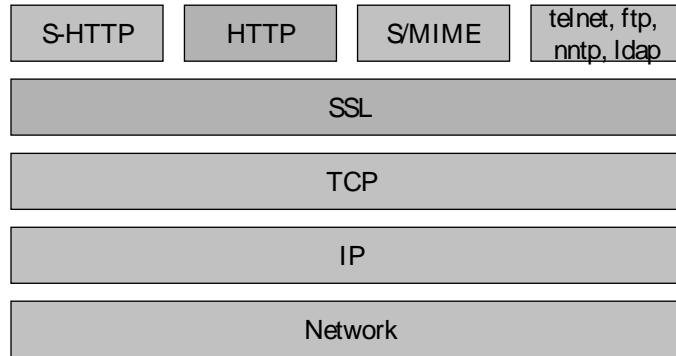 S-HTTP
HTTP
S/MIME
telnet, ftp,
nntp, ldap
SSL
TCP
IP
Network